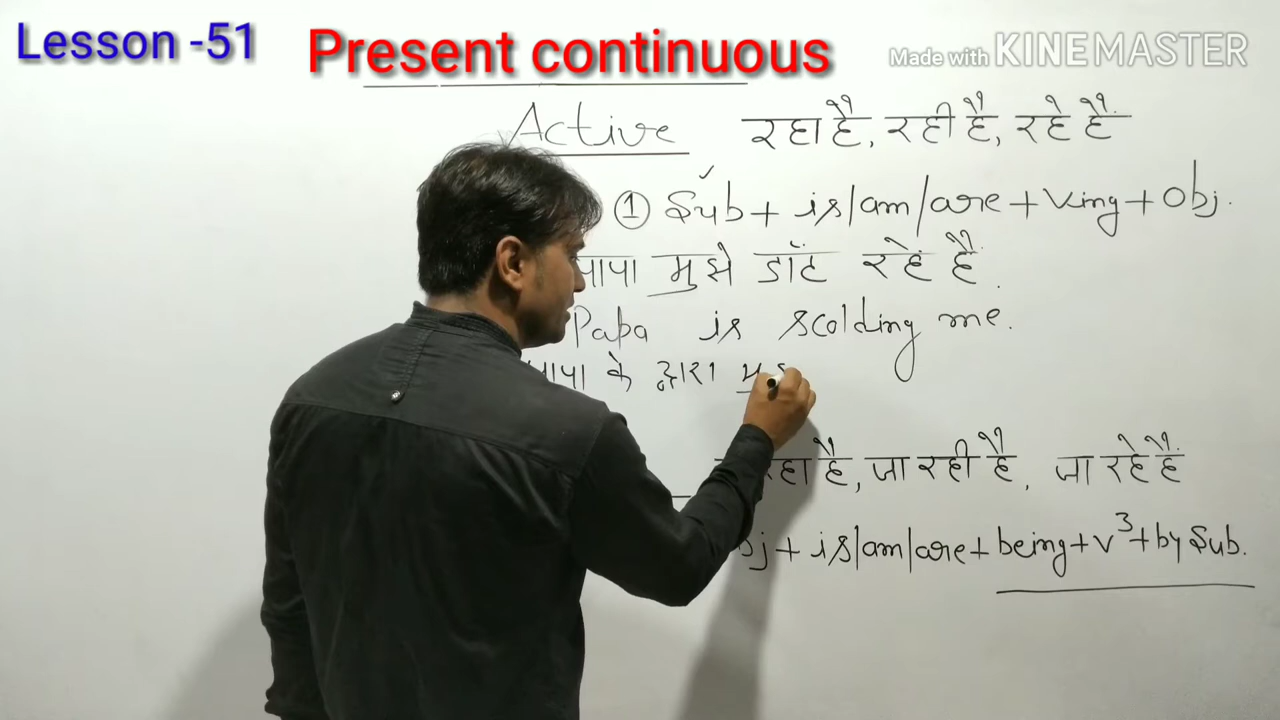 Lesson -51
Present continuous
Made with KINEMASTER
Active रहा है, रही है, रहे हैं.
① Sub + is/am/are + Ving + Obj.
पापा मुझे डॉट रहें हैं.
Papa is scolding me.
के द्वारा
है, जा रही है, जा रहे हैं
+ is/am/are + being + v³ + by Sub.